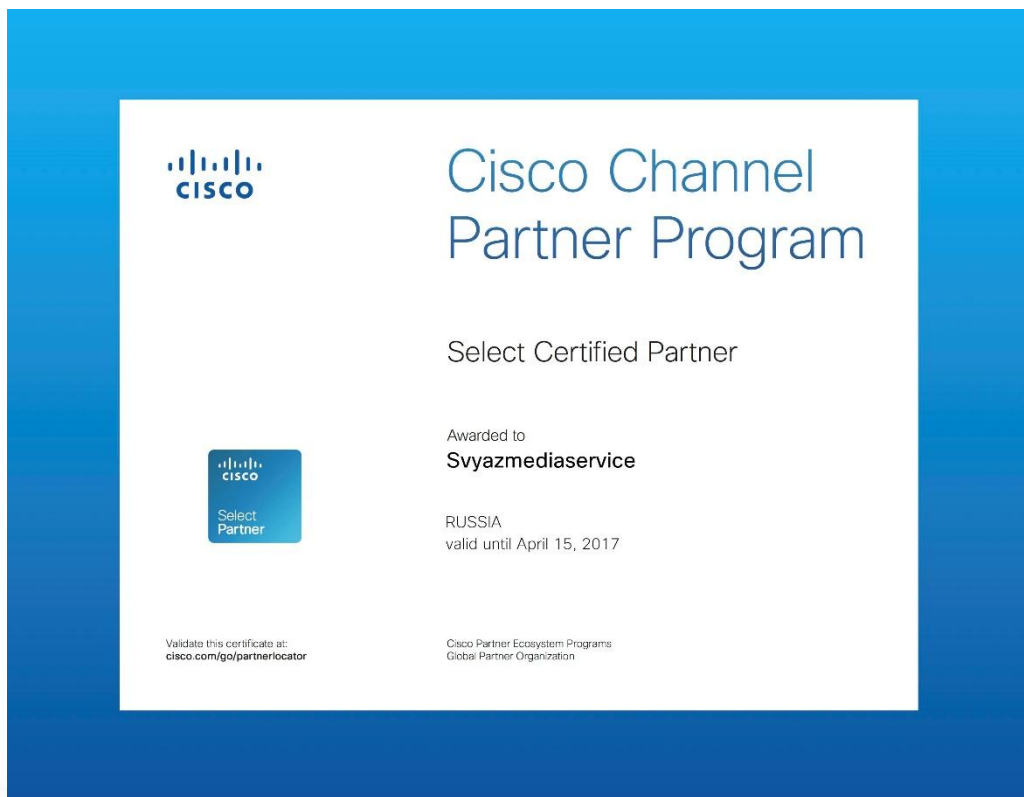 CISCO
Cisco Channel
Partner Program
Select Certified Partner
Awarded to
Svyazmediaservice
CISCO
Select
Partner
RUSSIA
valid until April 15, 2017
Validate this certificate at:
cisco.com/go/partnerlocator
Cisco Partner Ecosystem Programs
Global Partner Organization